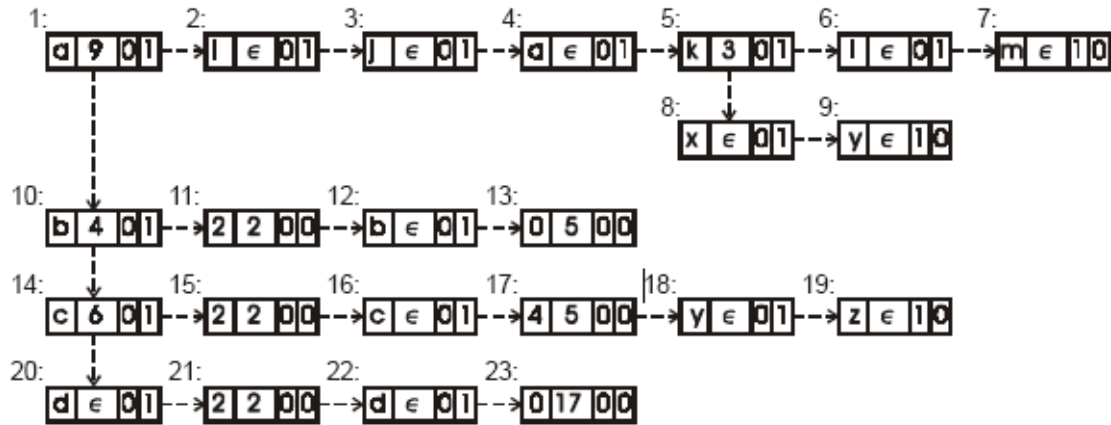 1: 2: 3: 4: 5: 6: 7:
a 9 0 1 l ϵ 0 1 j ϵ 0 1 a ϵ 0 1 k 3 0 1 l ϵ 0 1 m ϵ 1 0
8: 9:
x ϵ 0 1 y ϵ 1 0
10: 11: 12: 13:
b 4 0 1 2 2 0 0 b ϵ 0 1 0 5 0 0
14: 15: 16: 17: 18: 19:
c 6 0 1 2 2 0 0 c ϵ 0 1 4 5 0 0 y ϵ 0 1 z ϵ 1 0
20: 21: 22: 23:
d ϵ 0 1 2 2 0 0 d ϵ 0 1 0 17 0 0